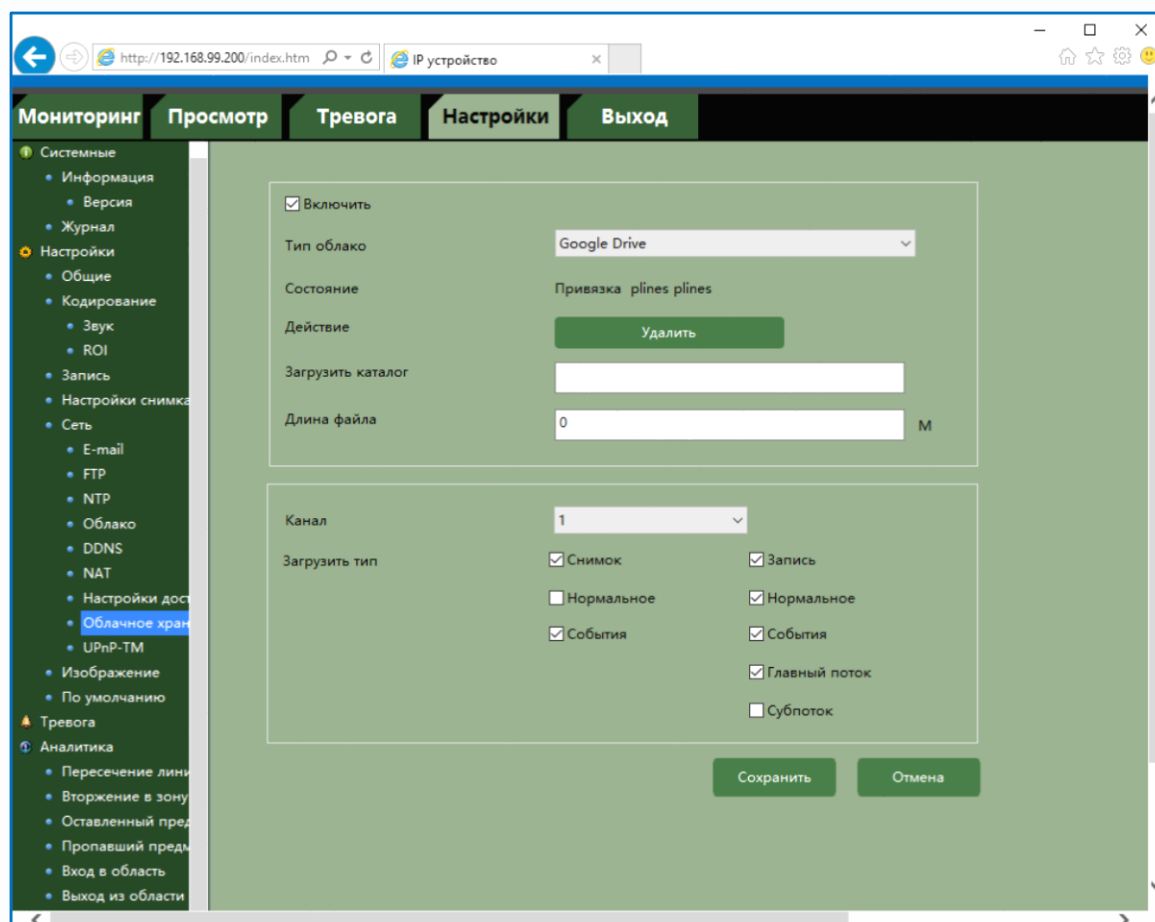 http://192.168.99.200/index.htm
IP устройство
Мониторинг Просмотр Тревога Настройки Выход
Системные
Информация
Версия
Журнал
Настройки
Общие
Кодирование
Звук
ROI
Запись
Настройки снимка
Сеть
E-mail
FTP
NTP
Облако
DDNS
NAT
Настройки дост
Облачное хран
UPnP-TM
Изображение
По умолчанию
Тревога
Аналитика
Пересечение лини
Вторжение в зону
Оставленный пред
Пропавший предм
Вход в область
Выход из области
Включить
Тип облако Google Drive
Состояние Привязка plines plines
Действие Удалить
Загрузить каталог
Длина файла 0 M
Канал 1
Загрузить тип Снимок Запись
Нормальное Нормальное
События События
Главный поток
Субпоток
Сохранить Отмена